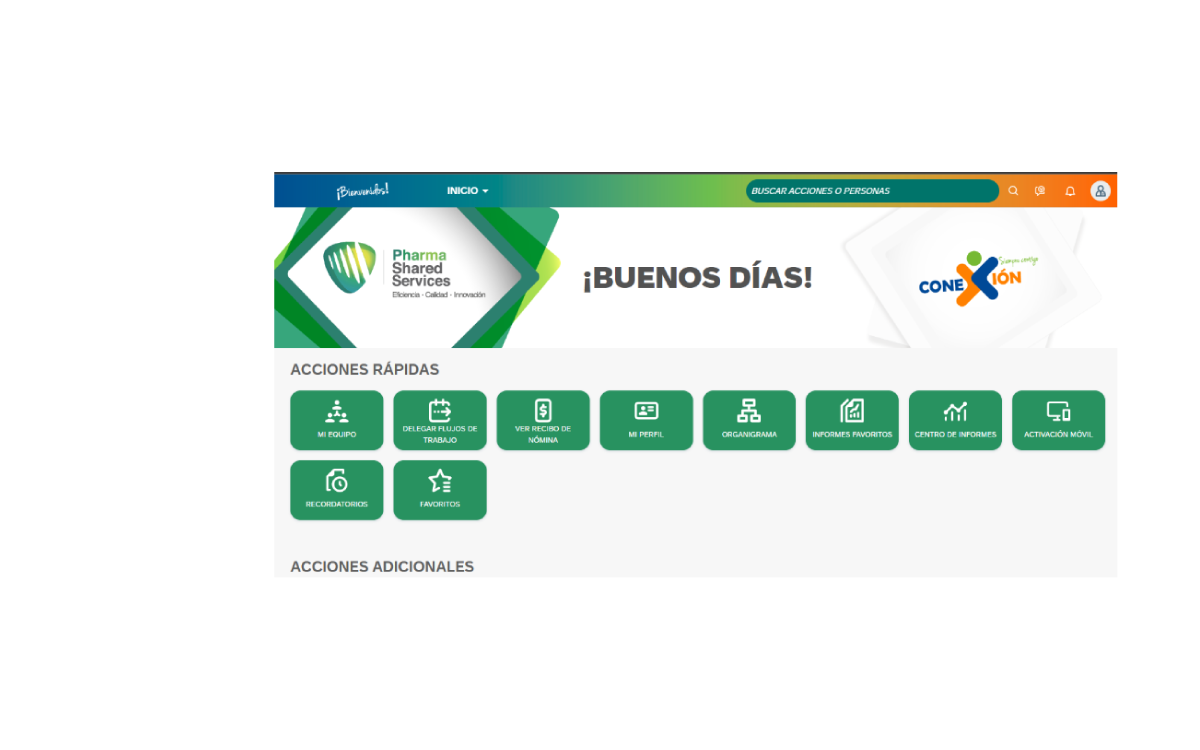 ¡Bienvenid@s!
INICIO
BUSCAR ACCIONES O PERSONAS
Pharma
Shared
Services
Eficiencia - Calidad - Innovación
¡BUENOS DÍAS!
Siempre contigo
CONEXIÓN
ACCIONES RÁPIDAS
MI EQUIPO
DELEGAR FLUJOS DE
TRABAJO
VER RECIBO DE
NÓMINA
MI PERFIL
ORGANIGRAMA
INFORMES FAVORITOS
CENTRO DE INFORMES
ACTIVACIÓN MÓVIL
RECORDATORIOS
FAVORITOS
ACCIONES ADICIONALES